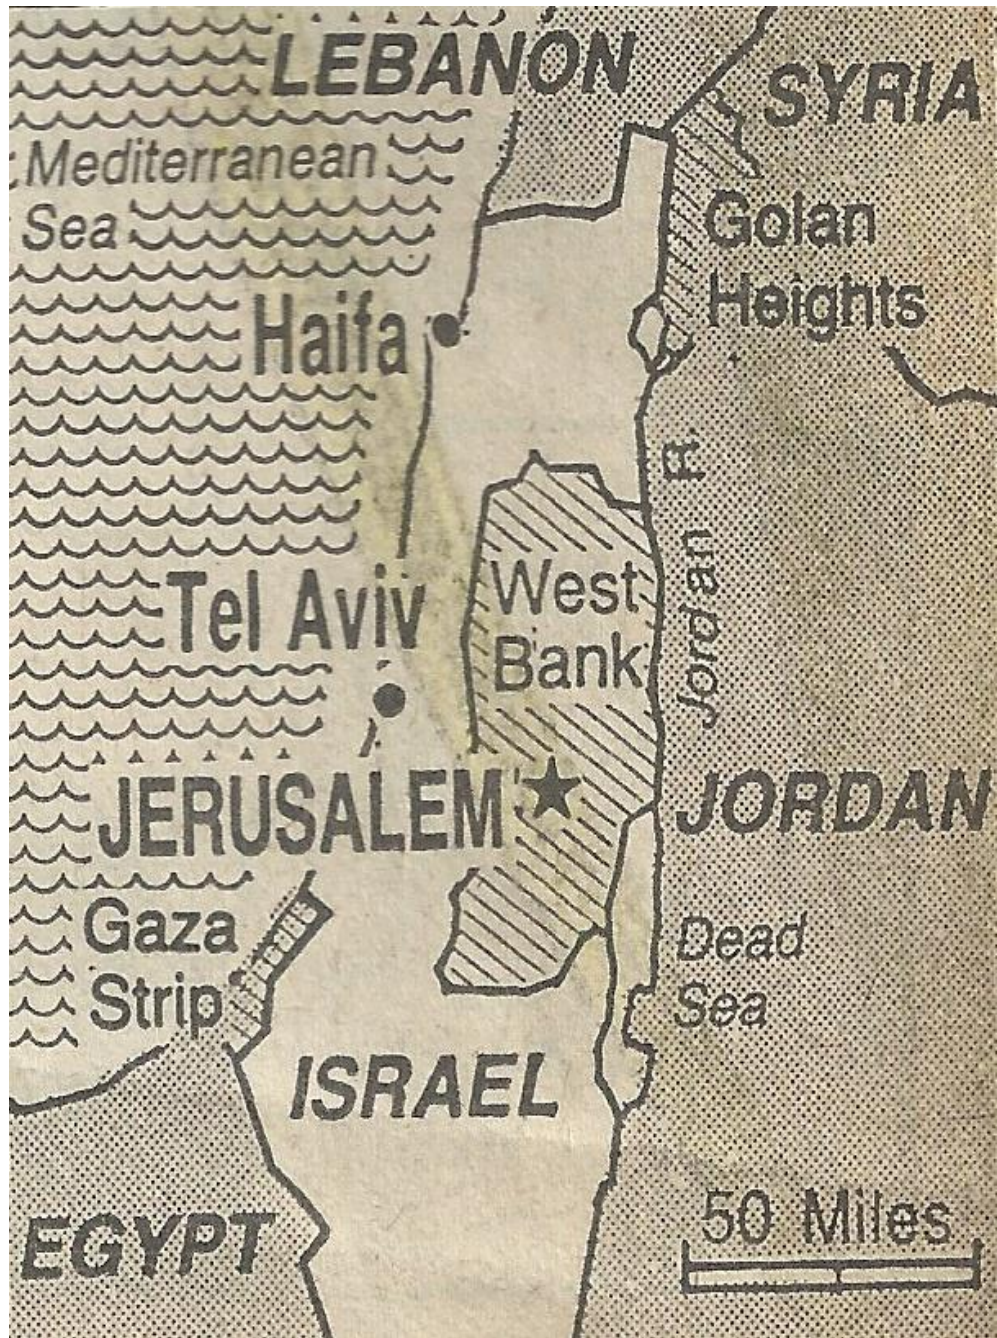 LEBANON
SYRIA
Mediterranean
Sea
Golan
Heights
Haifa
Jordan R.
Tel Aviv
West
Bank
JERUSALEM
JORDAN
Gaza
Strip
Dead
Sea
ISRAEL
EGYPT
50 Miles